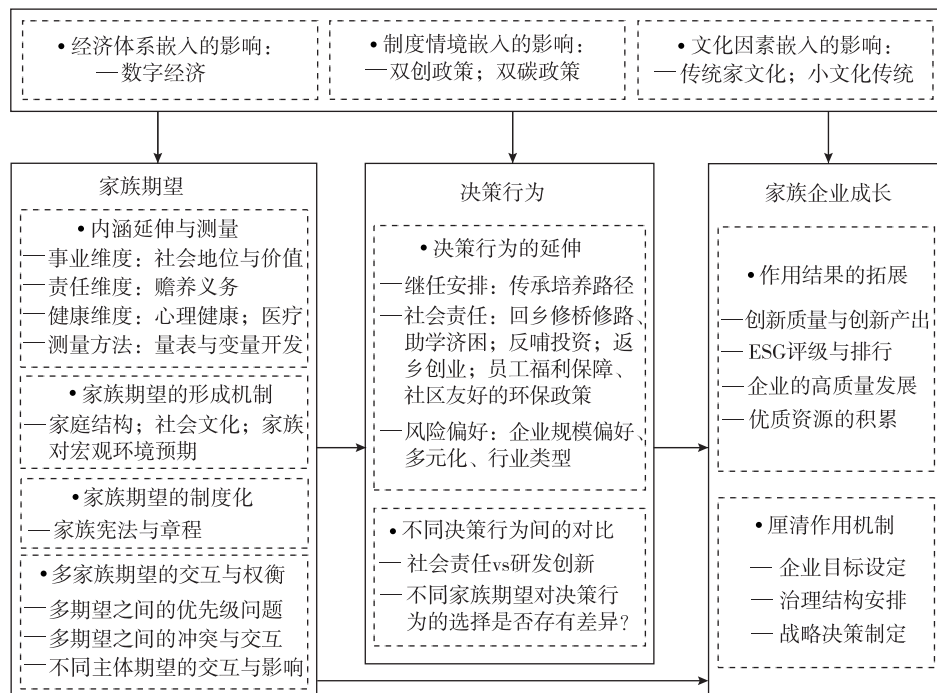 •经济体系嵌入的影响：
—数字经济
•制度情境嵌入的影响：
—双创政策；双碳政策
•文化因素嵌入的影响：
—传统家文化；小文化传统
家族期望
•内涵延伸与测量
—事业维度：社会地位与价值
—责任维度：赡养义务
—健康维度：心理健康；医疗
—测量方法：量表与变量开发
•家族期望的形成机制
—家庭结构；社会文化；家族
对宏观环境预期
•家族期望的制度化
—家族宪法与章程
•多家族期望的交互与权衡
—多期望之间的优先级问题
—多期望之间的冲突与交互
—不同主体期望的交互与影响
决策行为
•决策行为的延伸
—继任安排：传承培养路径
—社会责任：回乡修桥修路、
助学济困；反哺投资；返
乡创业；员工福利保障、
社区友好的环保政策
—风险偏好：企业规模偏好、
多元化、行业类型
•不同决策行为间的对比
—社会责任vs研发创新
—不同家族期望对决策行
为的选择是否存有差异?
家族企业成长
•作用结果的拓展
—创新质量与创新产出
—ESG评级与排行
—企业的高质量发展
—优质资源的积累
•厘清作用机制
—企业目标设定
—治理结构安排
—战略决策制定